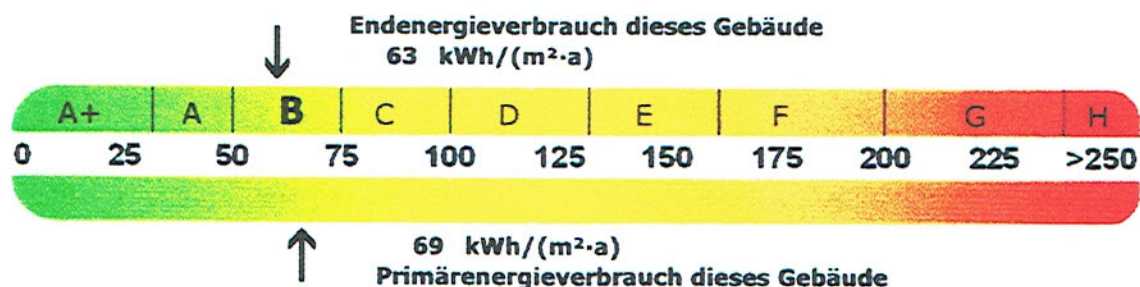 Endenergieverbrauch dieses Gebäude
63 kWh/(m²·a)
A+ A B C D E F G H
0 25 50 75 100 125 150 175 200 225 >250
69 kWh/(m²·a)
Primärenergieverbrauch dieses Gebäude